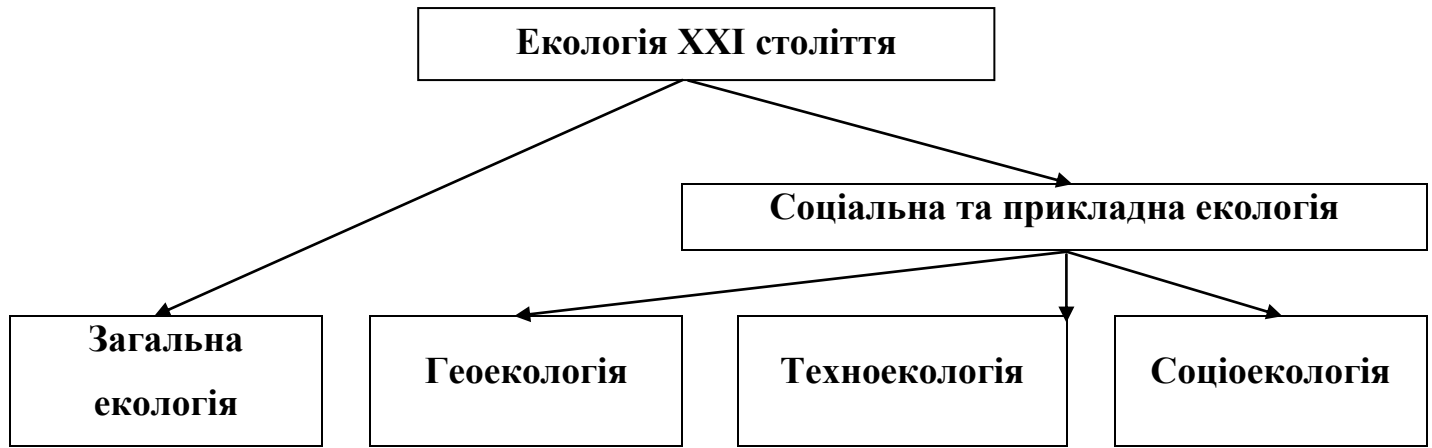 Екологія XXI століття
Соціальна та прикладна екологія
Загальна
екологія
Геоекологія
Техноекологія
Соціоекологія